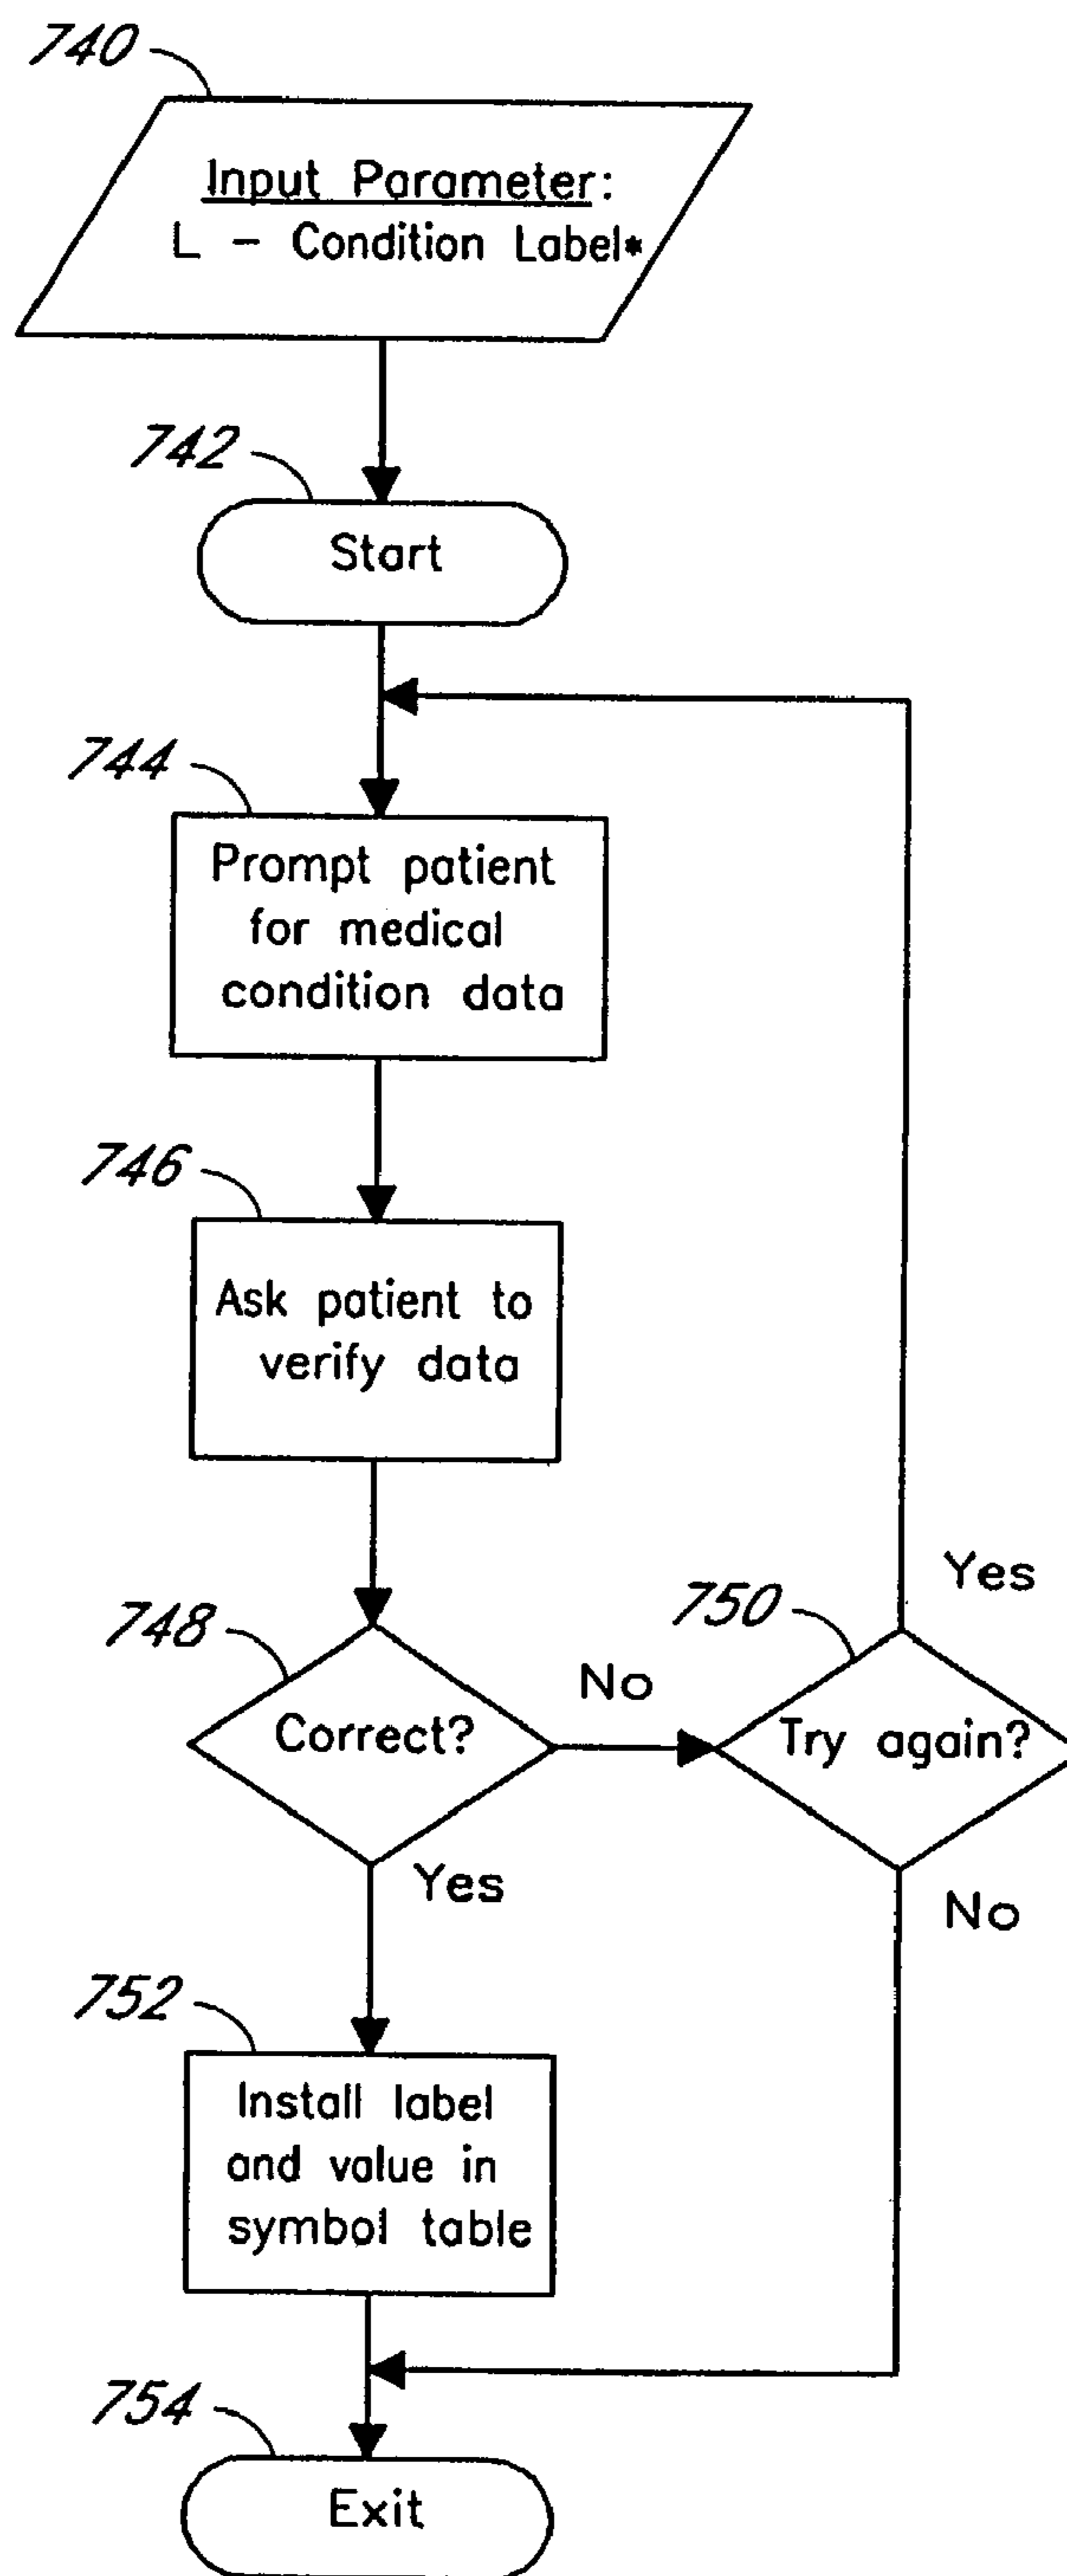 740
Input Parameter:
L - Condition Label*
742
Start
744
Prompt patient
for medical
condition data
746
Ask patient to
verify data
748
Correct?
No
750
Try again?
Yes
Yes
No
752
Install label
and value in
symbol table
754
Exit